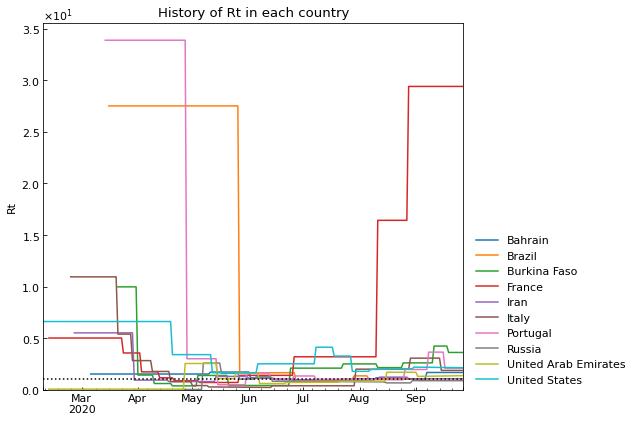 History of Rt in each country
×10¹
3.5
3.0
2.5
2.0
1.5
1.0
0.5
0.0
Rt
Mar Apr May Jun Jul Aug Sep
2020
Bahrain
Brazil
Burkina Faso
France
Iran
Italy
Portugal
Russia
United Arab Emirates
United States